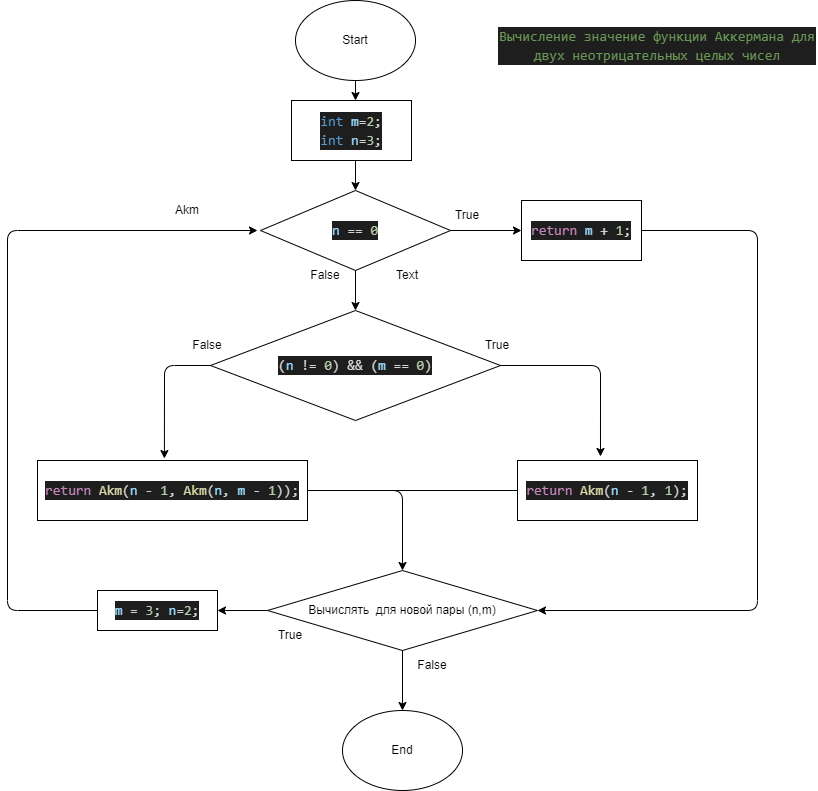 Start
Вычисление значение функции Аккермана для
двух неотрицательных целых чисел
int m=2;
int n=3;
Akm
n == 0
True
return m + 1;
False
Text
False
(n != 0) && (m == 0)
True
return Akm(n - 1, Akm(n, m - 1));
return Akm(n - 1, 1);
m = 3; n=2;
Вычислять для новой пары (n,m)
True
False
End